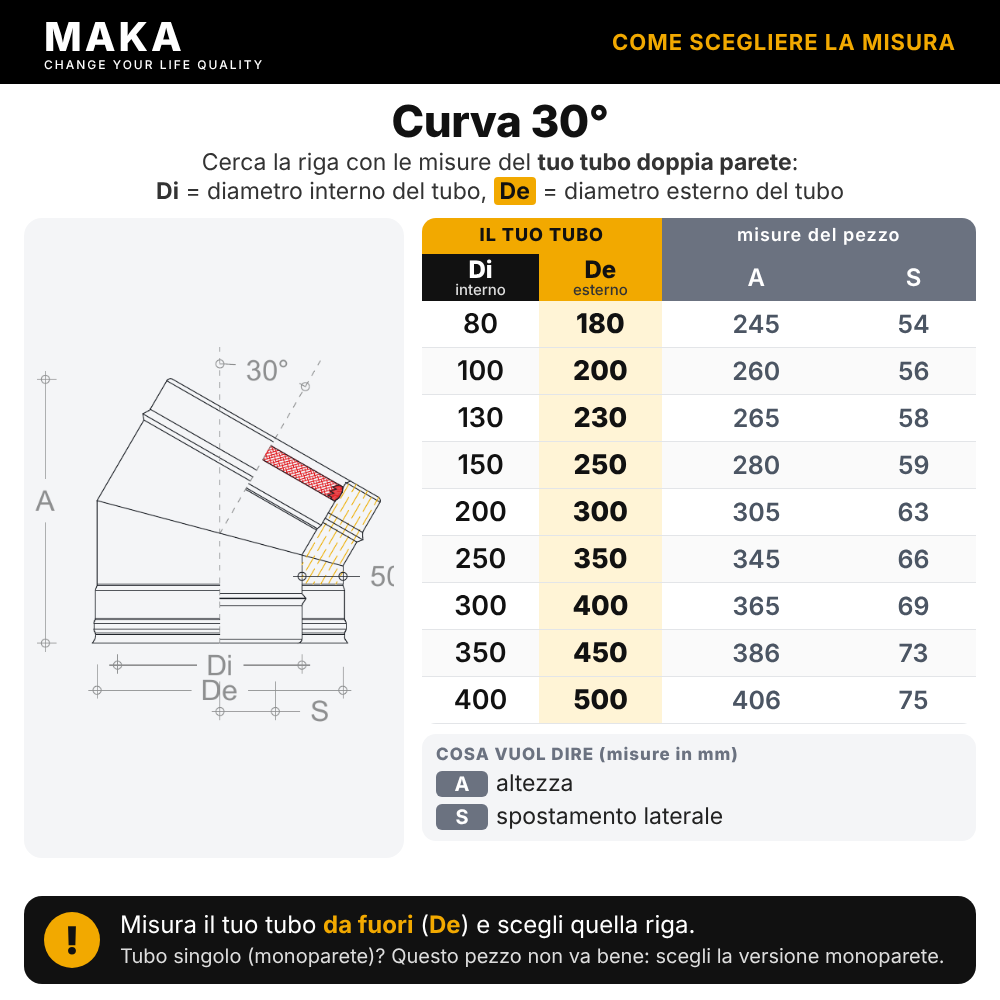 MAKA
CHANGE YOUR LIFE QUALITY
COME SCEGLIERE LA MISURA
Curva 30°
Cerca la riga con le misure del tuo tubo doppia parete:
Di = diametro interno del tubo, De = diametro esterno del tubo
30°
A
50
Di
De
S
IL TUO TUBO misure del pezzo
Di De A S
interno esterno
80 180 245 54
100 200 260 56
130 230 265 58
150 250 280 59
200 300 305 63
250 350 345 66
300 400 365 69
350 450 386 73
400 500 406 75
COSA VUOL DIRE (misure in mm)
A altezza
S spostamento laterale
! Misura il tuo tubo da fuori (De) e scegli quella riga.
Tubo singolo (monoparete)? Questo pezzo non va bene: scegli la versione monoparete.